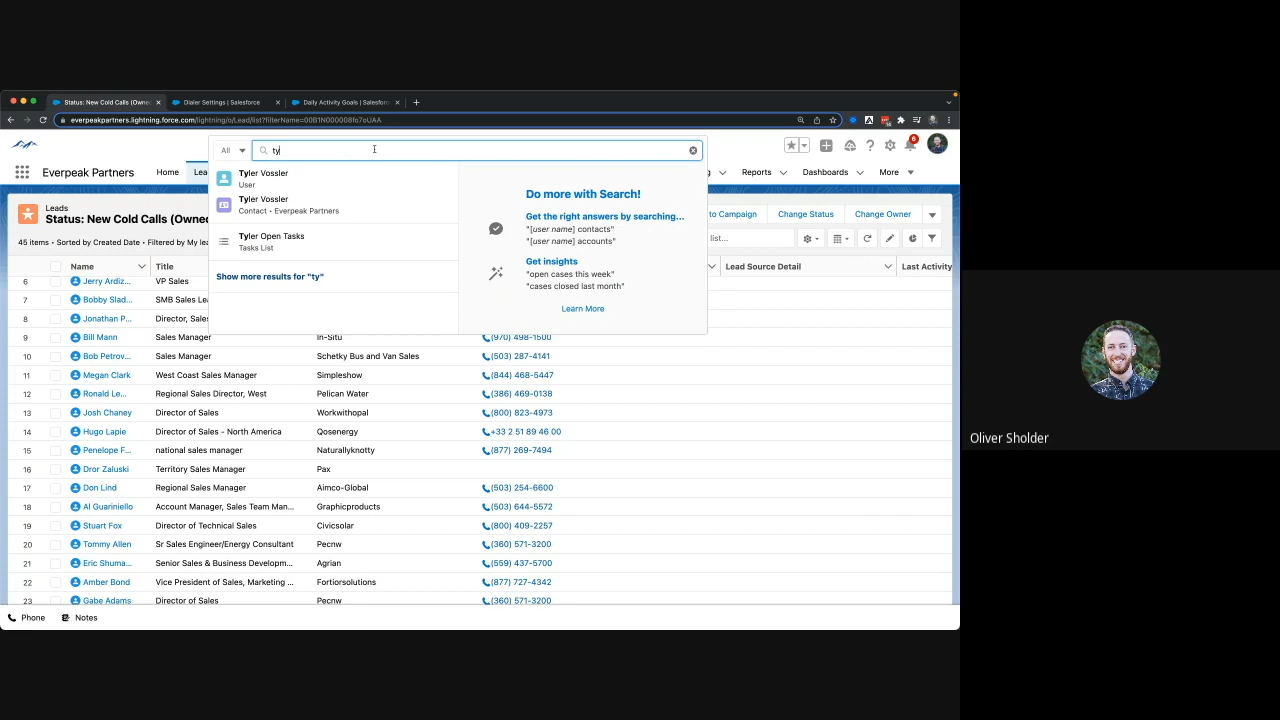 Status: New Cold Calls (Owne
Dialer Settings | Salesforce
Daily Activity Goals | Salesforc
everpeakpartners.lightning.force.com/lightning/o/Lead/list?filterName=00B1N000008fo7oUAA
All
ty
6
Everpeak Partners
Home
Lea
Reports
Dashboards
More
Tyler Vossler
User
Tyler Vossler
Contact • Everpeak Partners
Tyler Open Tasks
Tasks List
Show more results for "ty"
Do more with Search!
Get the right answers by searching...
"[user name] contacts"
"[user name] accounts"
Get insights
"open cases this week"
"cases closed last month"
Learn More
Leads
Status: New Cold Calls (Owne
to Campaign
Change Status
Change Owner
45 items • Sorted by Created Date • Filtered by My lea
list...
Name
Title
Lead Source Detail
Last Activity
6 Jerry Ardiz... VP Sales
7 Bobby Slad... SMB Sales Le
8 Jonathan P... Director, Sales
9 Bill Mann Sales Manager In-Situ (970) 498-1500
10 Bob Petrov... Sales Manager Schetky Bus and Van Sales (503) 287-4141
11 Megan Clark West Coast Sales Manager Simpleshow (844) 468-5447
12 Ronald Le... Regional Sales Director, West Pelican Water (386) 469-0138
13 Josh Chaney Director of Sales Workwithopal (800) 823-4973
14 Hugo Lapie Director of Sales - North America Qosenergy +33 2 51 89 46 00
15 Penelope F... national sales manager Naturallyknotty (877) 269-7494
16 Dror Zaluski Territory Sales Manager Pax
17 Don Lind Regional Sales Manager Aimco-Global (503) 254-6600
18 Al Guariniello Account Manager, Sales Team Man... Graphicproducts (503) 644-5572
19 Stuart Fox Director of Technical Sales Civicsolar (800) 409-2257
20 Tommy Allen Sr Sales Engineer/Energy Consultant Pecnw (360) 571-3200
21 Eric Shuma... Senior Sales & Business Developm... Agrian (559) 437-5700
22 Amber Bond Vice President of Sales, Marketing ... Fortiorsolutions (877) 727-4342
23 Gabe Adams Director of Sales Pecnw (360) 571-3200
Phone
Notes
Oliver Sholder